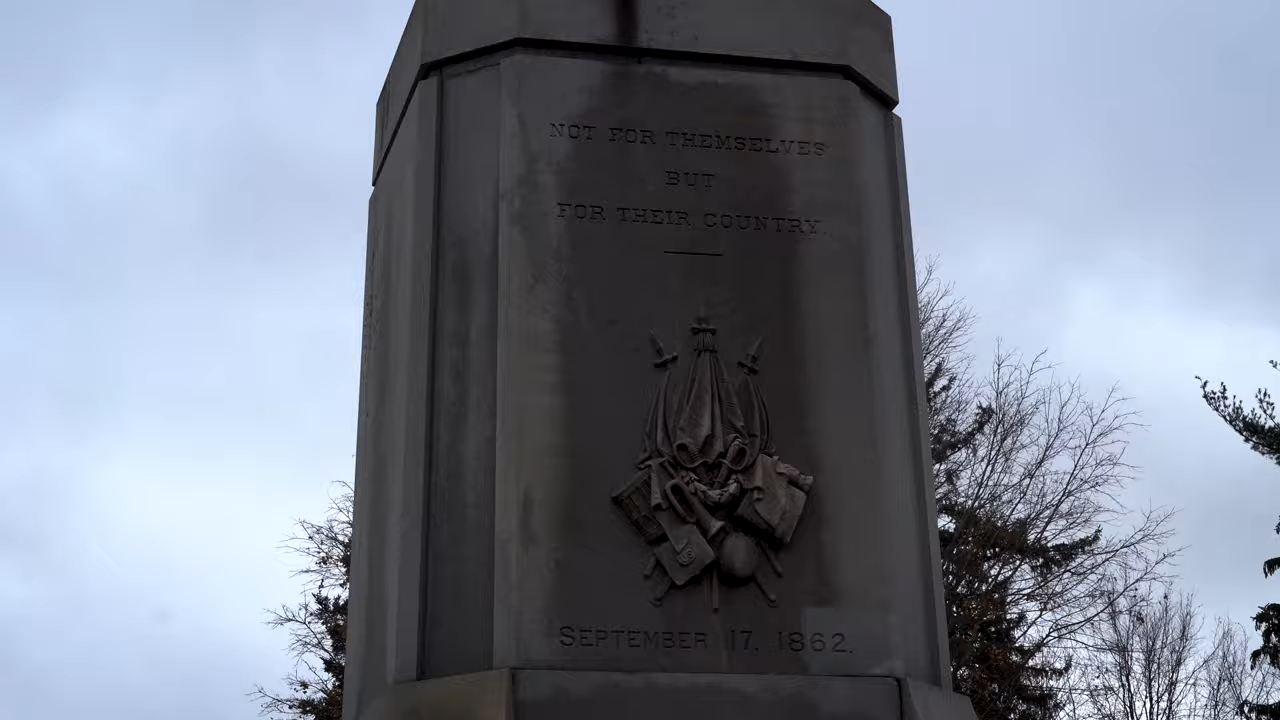 NOT FOR THEMSELVES
BUT
FOR THEIR COUNTRY.
SEPTEMBER 17. 1862.